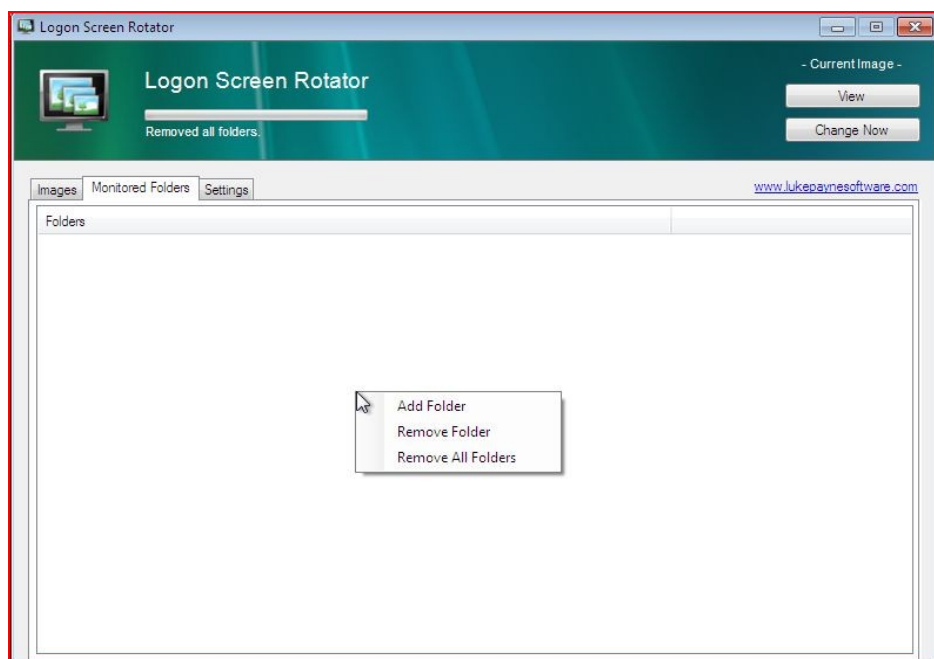 Logon Screen Rotator
- Current Image -
Logon Screen Rotator
View
Removed all folders.
Change Now
Images Monitored Folders Settings www.lukepaynesoftware.com
Folders
Add Folder
Remove Folder
Remove All Folders